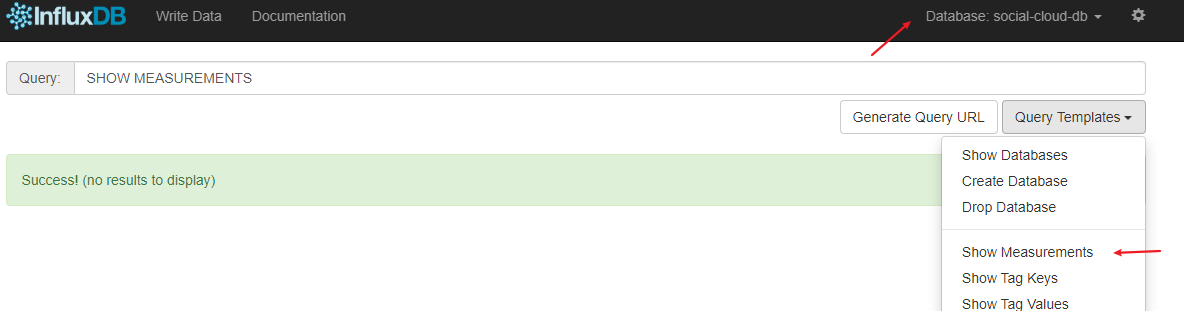 InfluxDB Write Data Documentation Database: social-cloud-db
Query: SHOW MEASUREMENTS
Generate Query URL Query Templates
Show Databases
Success! (no results to display)
Create Database
Drop Database
Show Measurements
Show Tag Keys
Show Tag Values